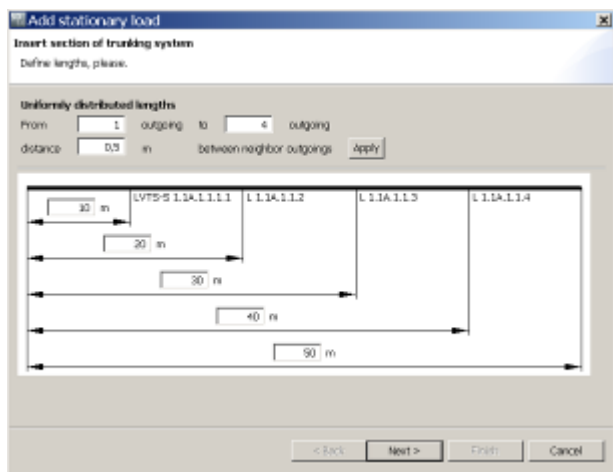 Add stationary load
Insert section of trunking system
Define lengths, please.
Uniformly distributed lengths
From 1 outgoing to 4 outgoing
distance 0,5 m between neighbor outgoings Apply
LVTS-S 1.1A.1.1.1.1 L 1.1A.1.1.2 L 1.1A.1.1.3 L 1.1A.1.1.4
10 m
20 m
30 m
40 m
50 m
< Back Next > Finish Cancel